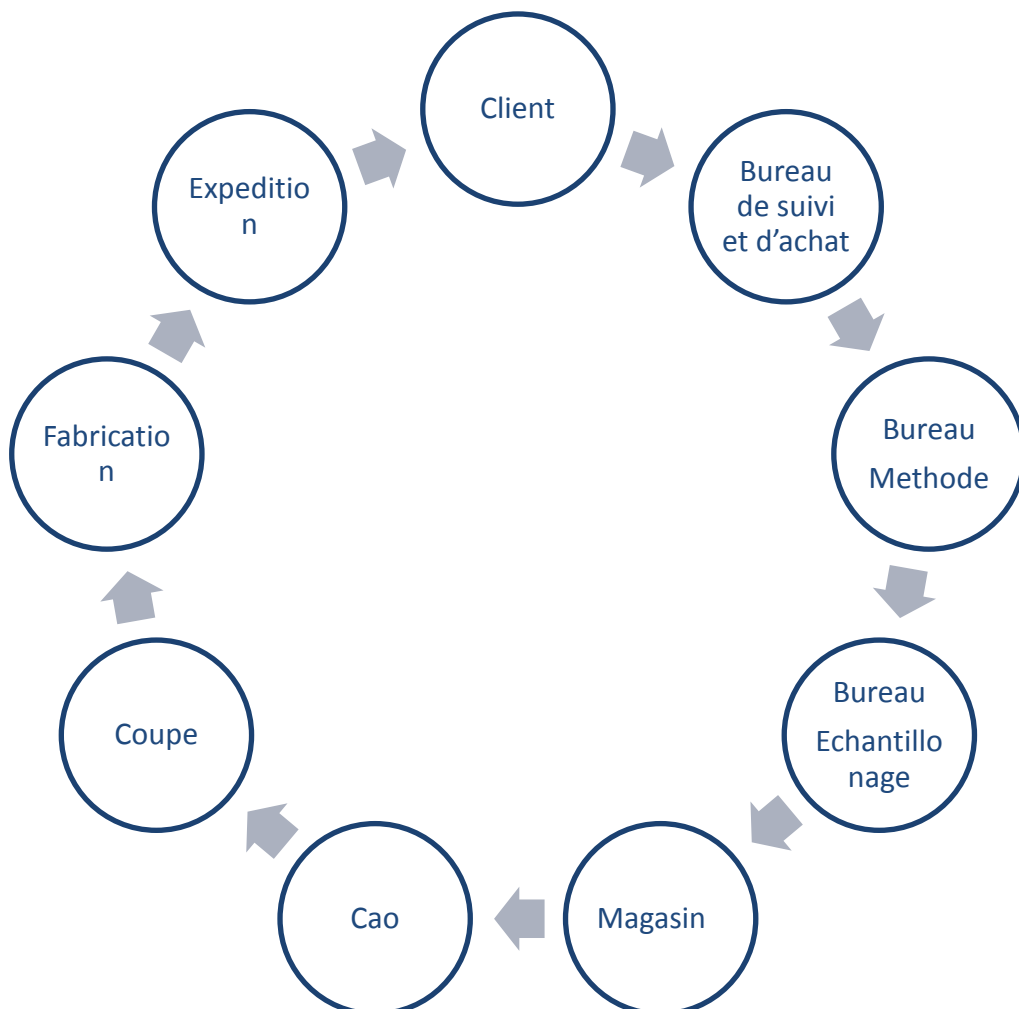 Client
Bureau
de suivi
et d’achat
Bureau
Methode
Bureau
Echantillo
nage
Magasin
Cao
Coupe
Fabricatio
n
Expeditio
n